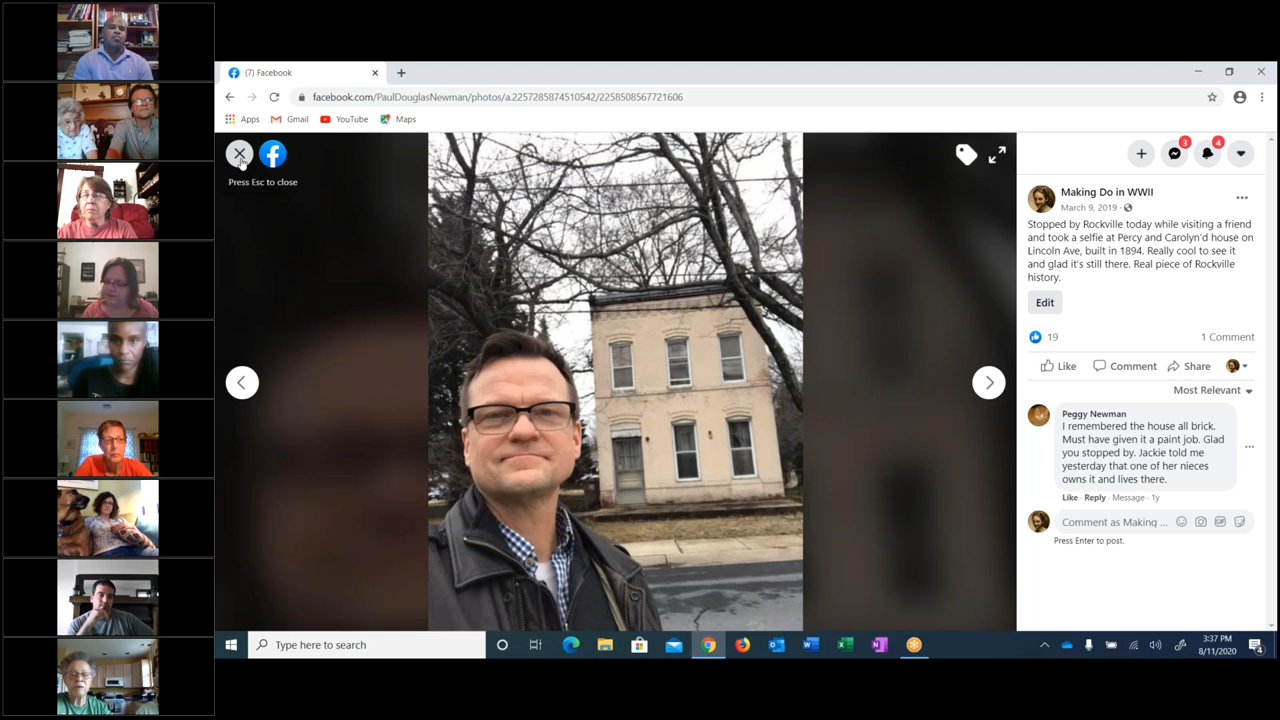 (7) Facebook
facebook.com/PaulDouglasNewman/photos/a.2257285874510542/2258508567721606
Apps Gmail YouTube Maps
Press Esc to close
3 4
Making Do in WWII
March 9, 2019
Stopped by Rockville today while visiting a friend
and took a selfie at Percy and Carolyn'd house on
Lincoln Ave, built in 1894. Really cool to see it
and glad it's still there. Real piece of Rockville
history.
Edit
19 1 Comment
Like Comment Share
Most Relevant
Peggy Newman
I remembered the house all brick.
Must have given it a paint job. Glad
you stopped by. Jackie told me
yesterday that one of her nieces
owns it and lives there.
Like · Reply · Message · 1y
Comment as Making ...
Press Enter to post.
Type here to search
3:37 PM
8/11/2020
4